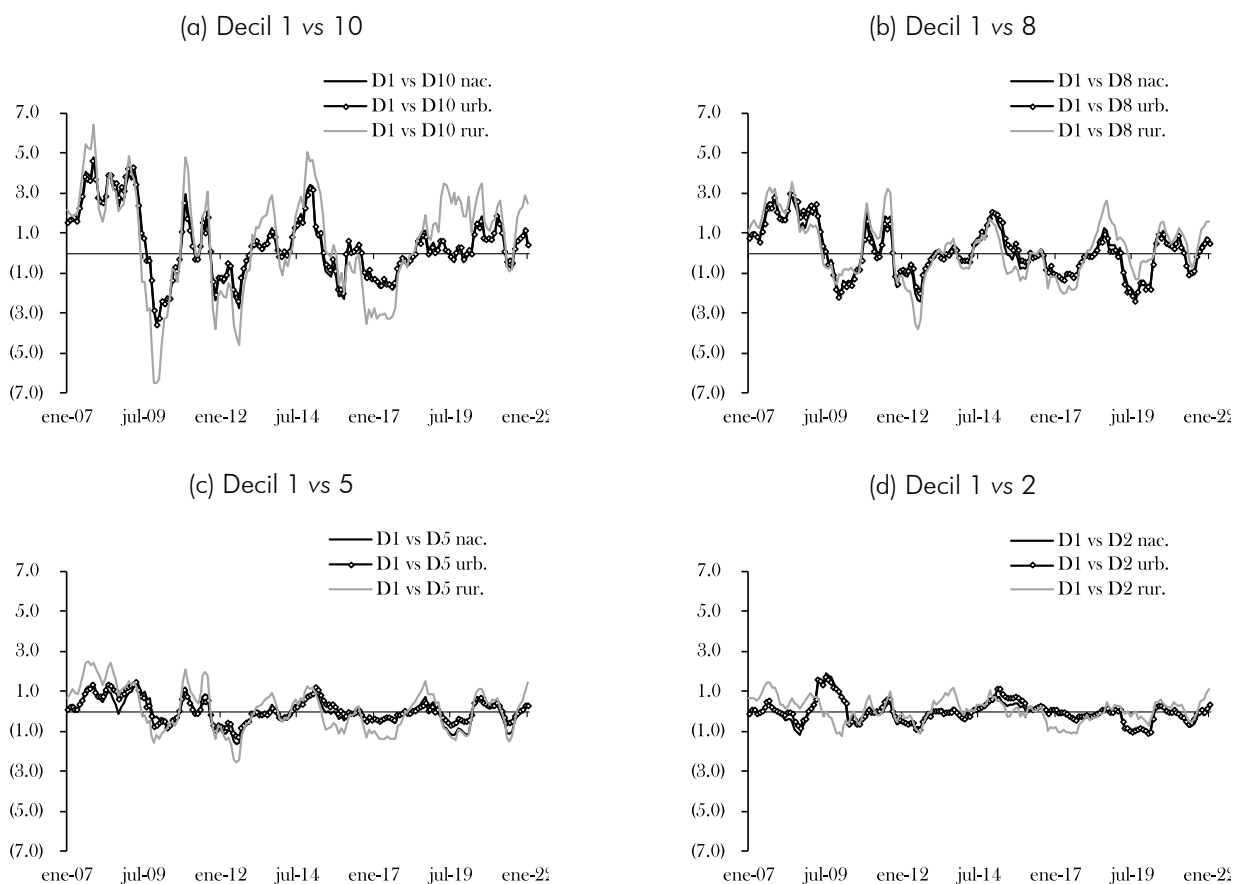 (a) Decil 1 vs 10
D1 vs D10 nac.
D1 vs D10 urb.
D1 vs D10 rur.
7.0
5.0
3.0
1.0
(1.0)
(3.0)
(5.0)
(7.0)
ene-07 jul-09 ene-12 jul-14 ene-17 jul-19 ene-22
(b) Decil 1 vs 8
D1 vs D8 nac.
D1 vs D8 urb.
D1 vs D8 rur.
7.0
5.0
3.0
1.0
(1.0)
(3.0)
(5.0)
(7.0)
ene-07 jul-09 ene-12 jul-14 ene-17 jul-19 ene-22
(c) Decil 1 vs 5
D1 vs D5 nac.
D1 vs D5 urb.
D1 vs D5 rur.
7.0
5.0
3.0
1.0
(1.0)
(3.0)
(5.0)
(7.0)
ene-07 jul-09 ene-12 jul-14 ene-17 jul-19 ene-22
(d) Decil 1 vs 2
D1 vs D2 nac.
D1 vs D2 urb.
D1 vs D2 rur.
7.0
5.0
3.0
1.0
(1.0)
(3.0)
(5.0)
(7.0)
ene-07 jul-09 ene-12 jul-14 ene-17 jul-19 ene-22